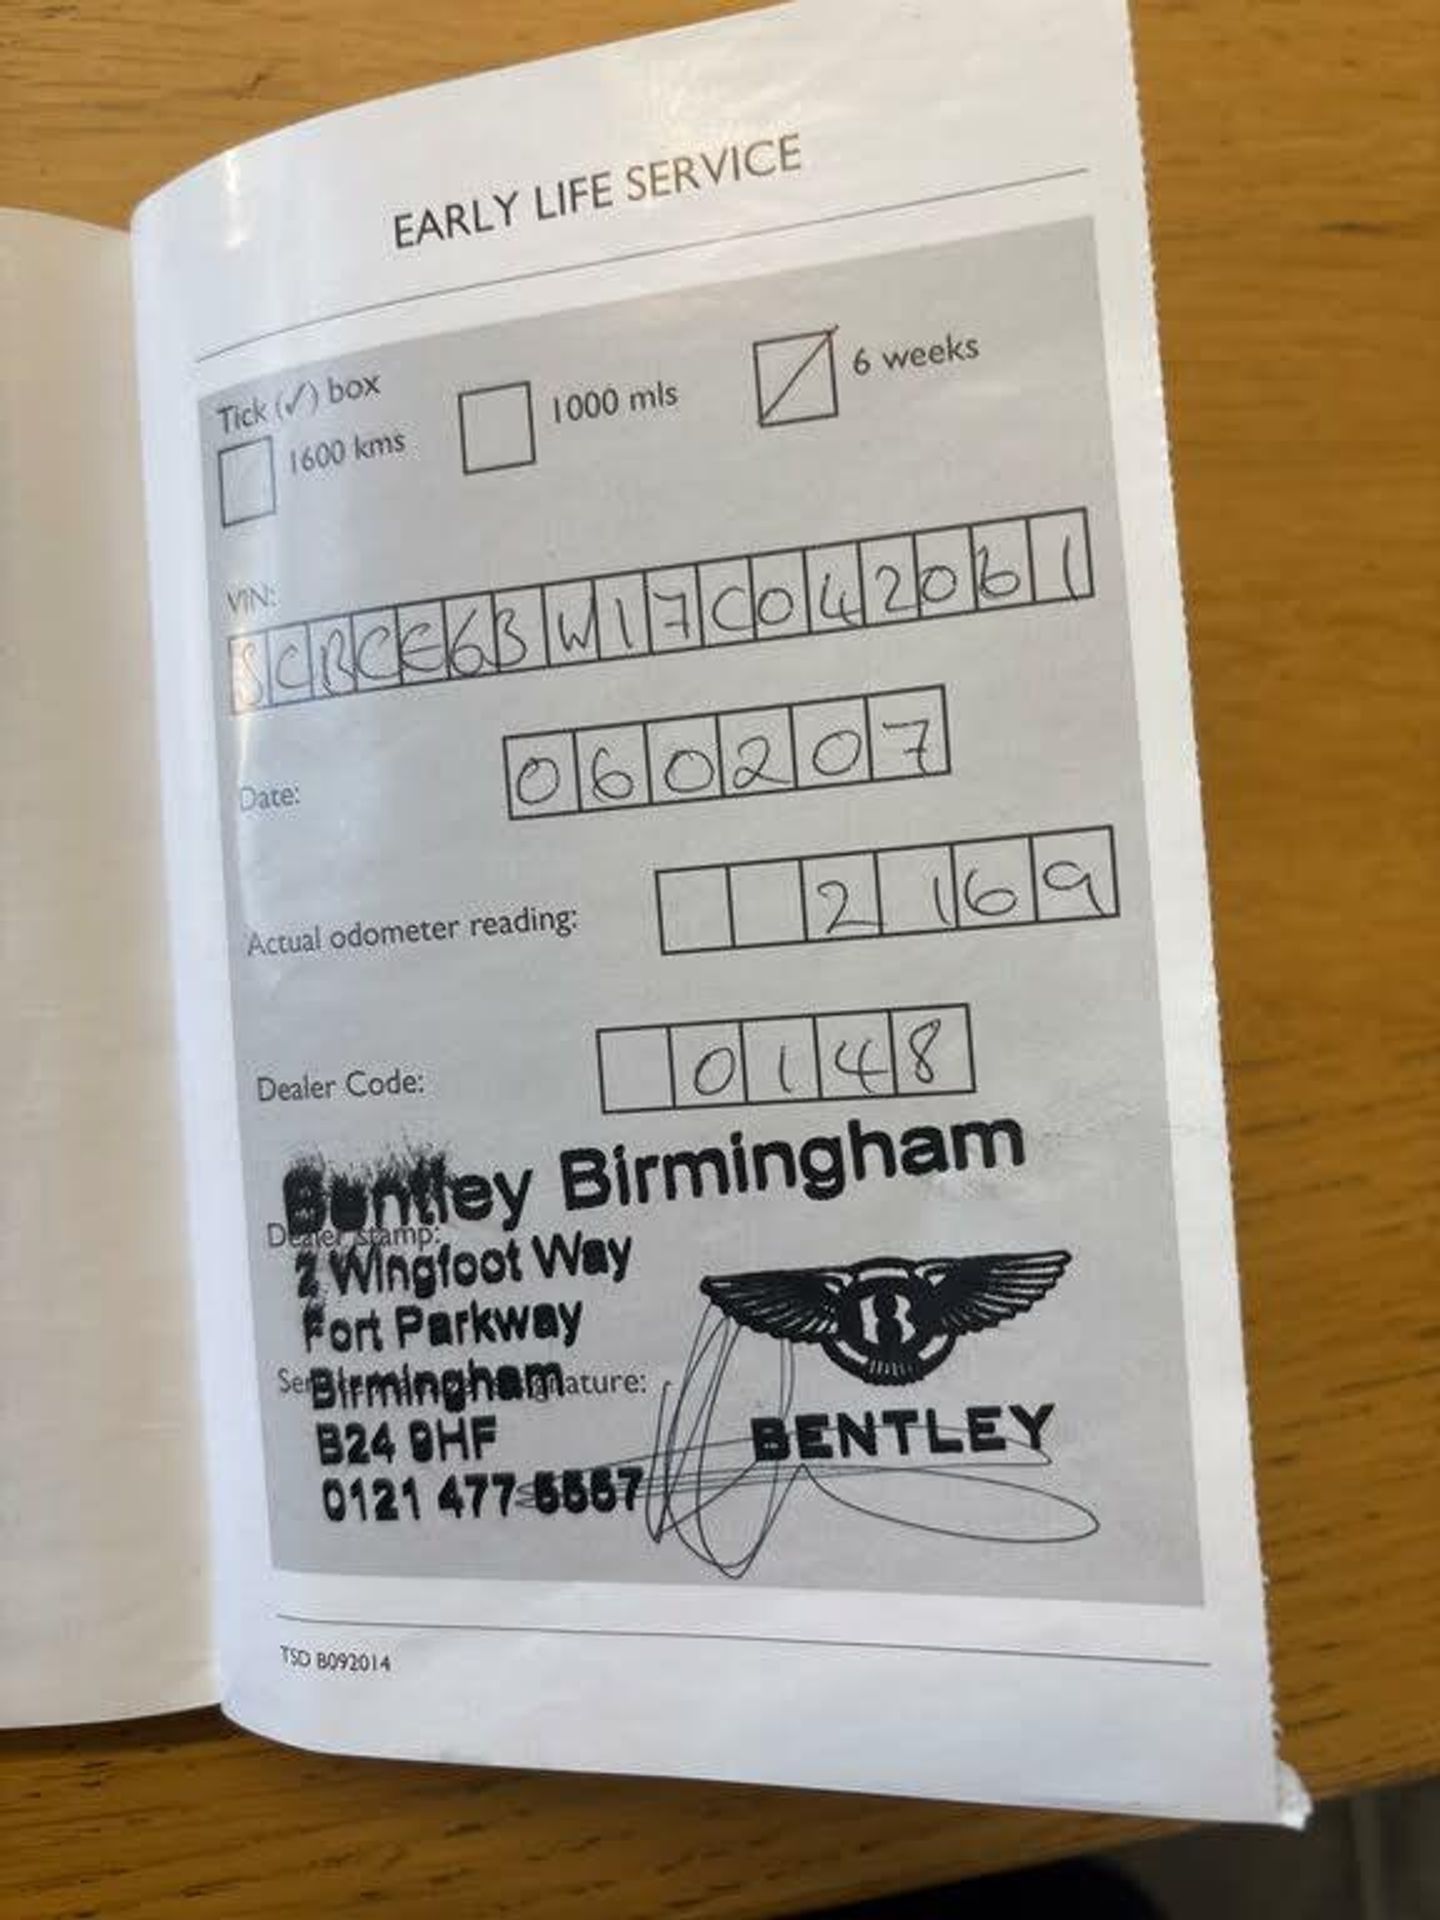 EARLY LIFE SERVICE
Tick (✓) box
1600 kms 1000 mls 6 weeks
VIN:
SCBCE63W17C042061
Date: 060207
Actual odometer reading: 2169
Dealer Code: 0148
Bentley Birmingham
Dealer stamp:
2 Wingfoot Way
Fort Parkway
Birmingham
signature:
B24 9HF
BENTLEY
0121 477
TSD B092014